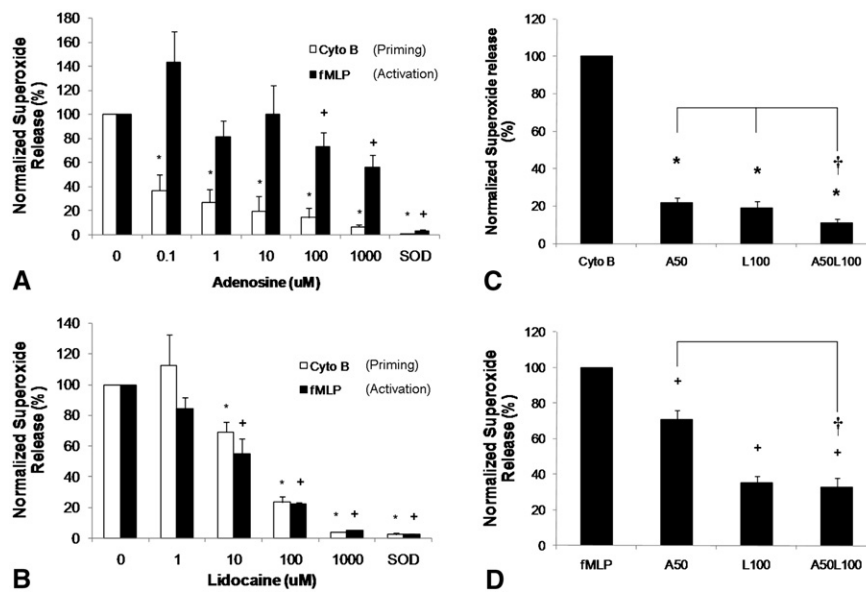 Normalized Superoxide
Release (%)
180
160
140
120
100
80
60
40
20
0
Cyto B (Priming)
fMLP (Activation)
*
*
*
*
+
*
+
*
+
0 0.1 1 10 100 1000 SOD
Adenosine (uM)
A
Normalized Superoxide
Release (%)
140
120
100
80
60
40
20
0
Cyto B (Priming)
fMLP (Activation)
*
+
*
+
*
+
*
+
0 1 10 100 1000 SOD
Lidocaine (uM)
B
Normalized Superoxide release
(%)
120
100
80
60
40
20
0
*
*
†
*
Cyto B A50 L100 A50L100
C
Normalized Superoxide
Release (%)
120
100
80
60
40
20
0
+
+
†
+
fMLP A50 L100 A50L100
D